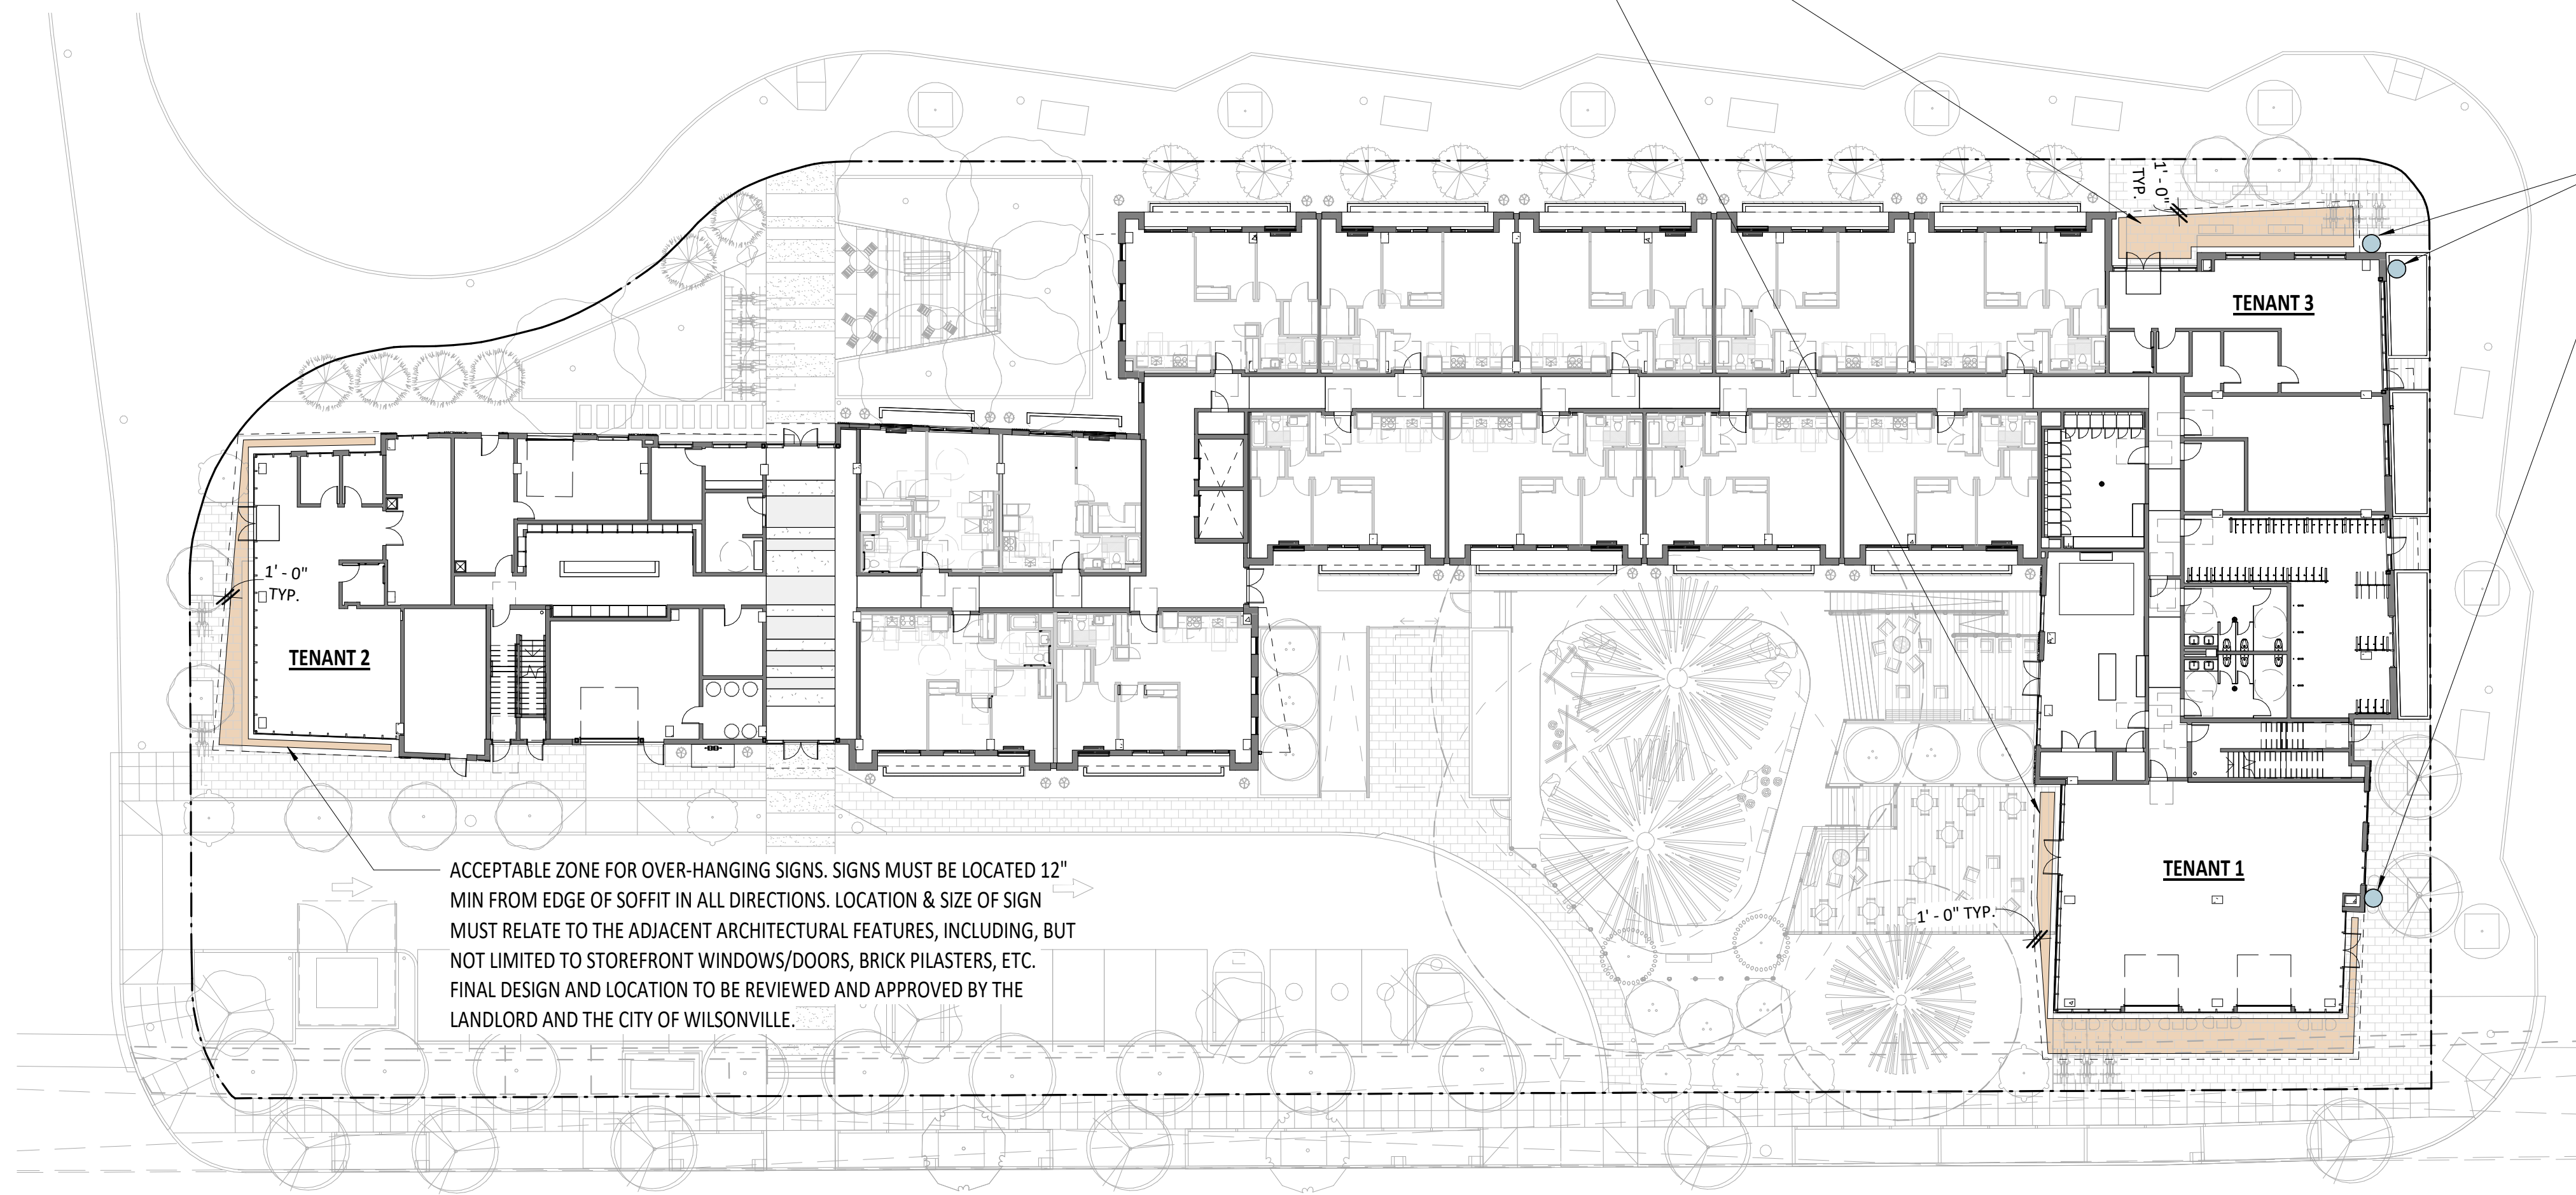 1' - 0"
TYP.
TENANT 3
1' - 0"
TYP.
TENANT 2
TENANT 1
1' - 0" TYP.
ACCEPTABLE ZONE FOR OVER-HANGING SIGNS. SIGNS MUST BE LOCATED 12"
MIN FROM EDGE OF SOFFIT IN ALL DIRECTIONS. LOCATION & SIZE OF SIGN
MUST RELATE TO THE ADJACENT ARCHITECTURAL FEATURES, INCLUDING, BUT
NOT LIMITED TO STOREFRONT WINDOWS/DOORS, BRICK PILASTERS, ETC.
FINAL DESIGN AND LOCATION TO BE REVIEWED AND APPROVED BY THE
LANDLORD AND THE CITY OF WILSONVILLE.